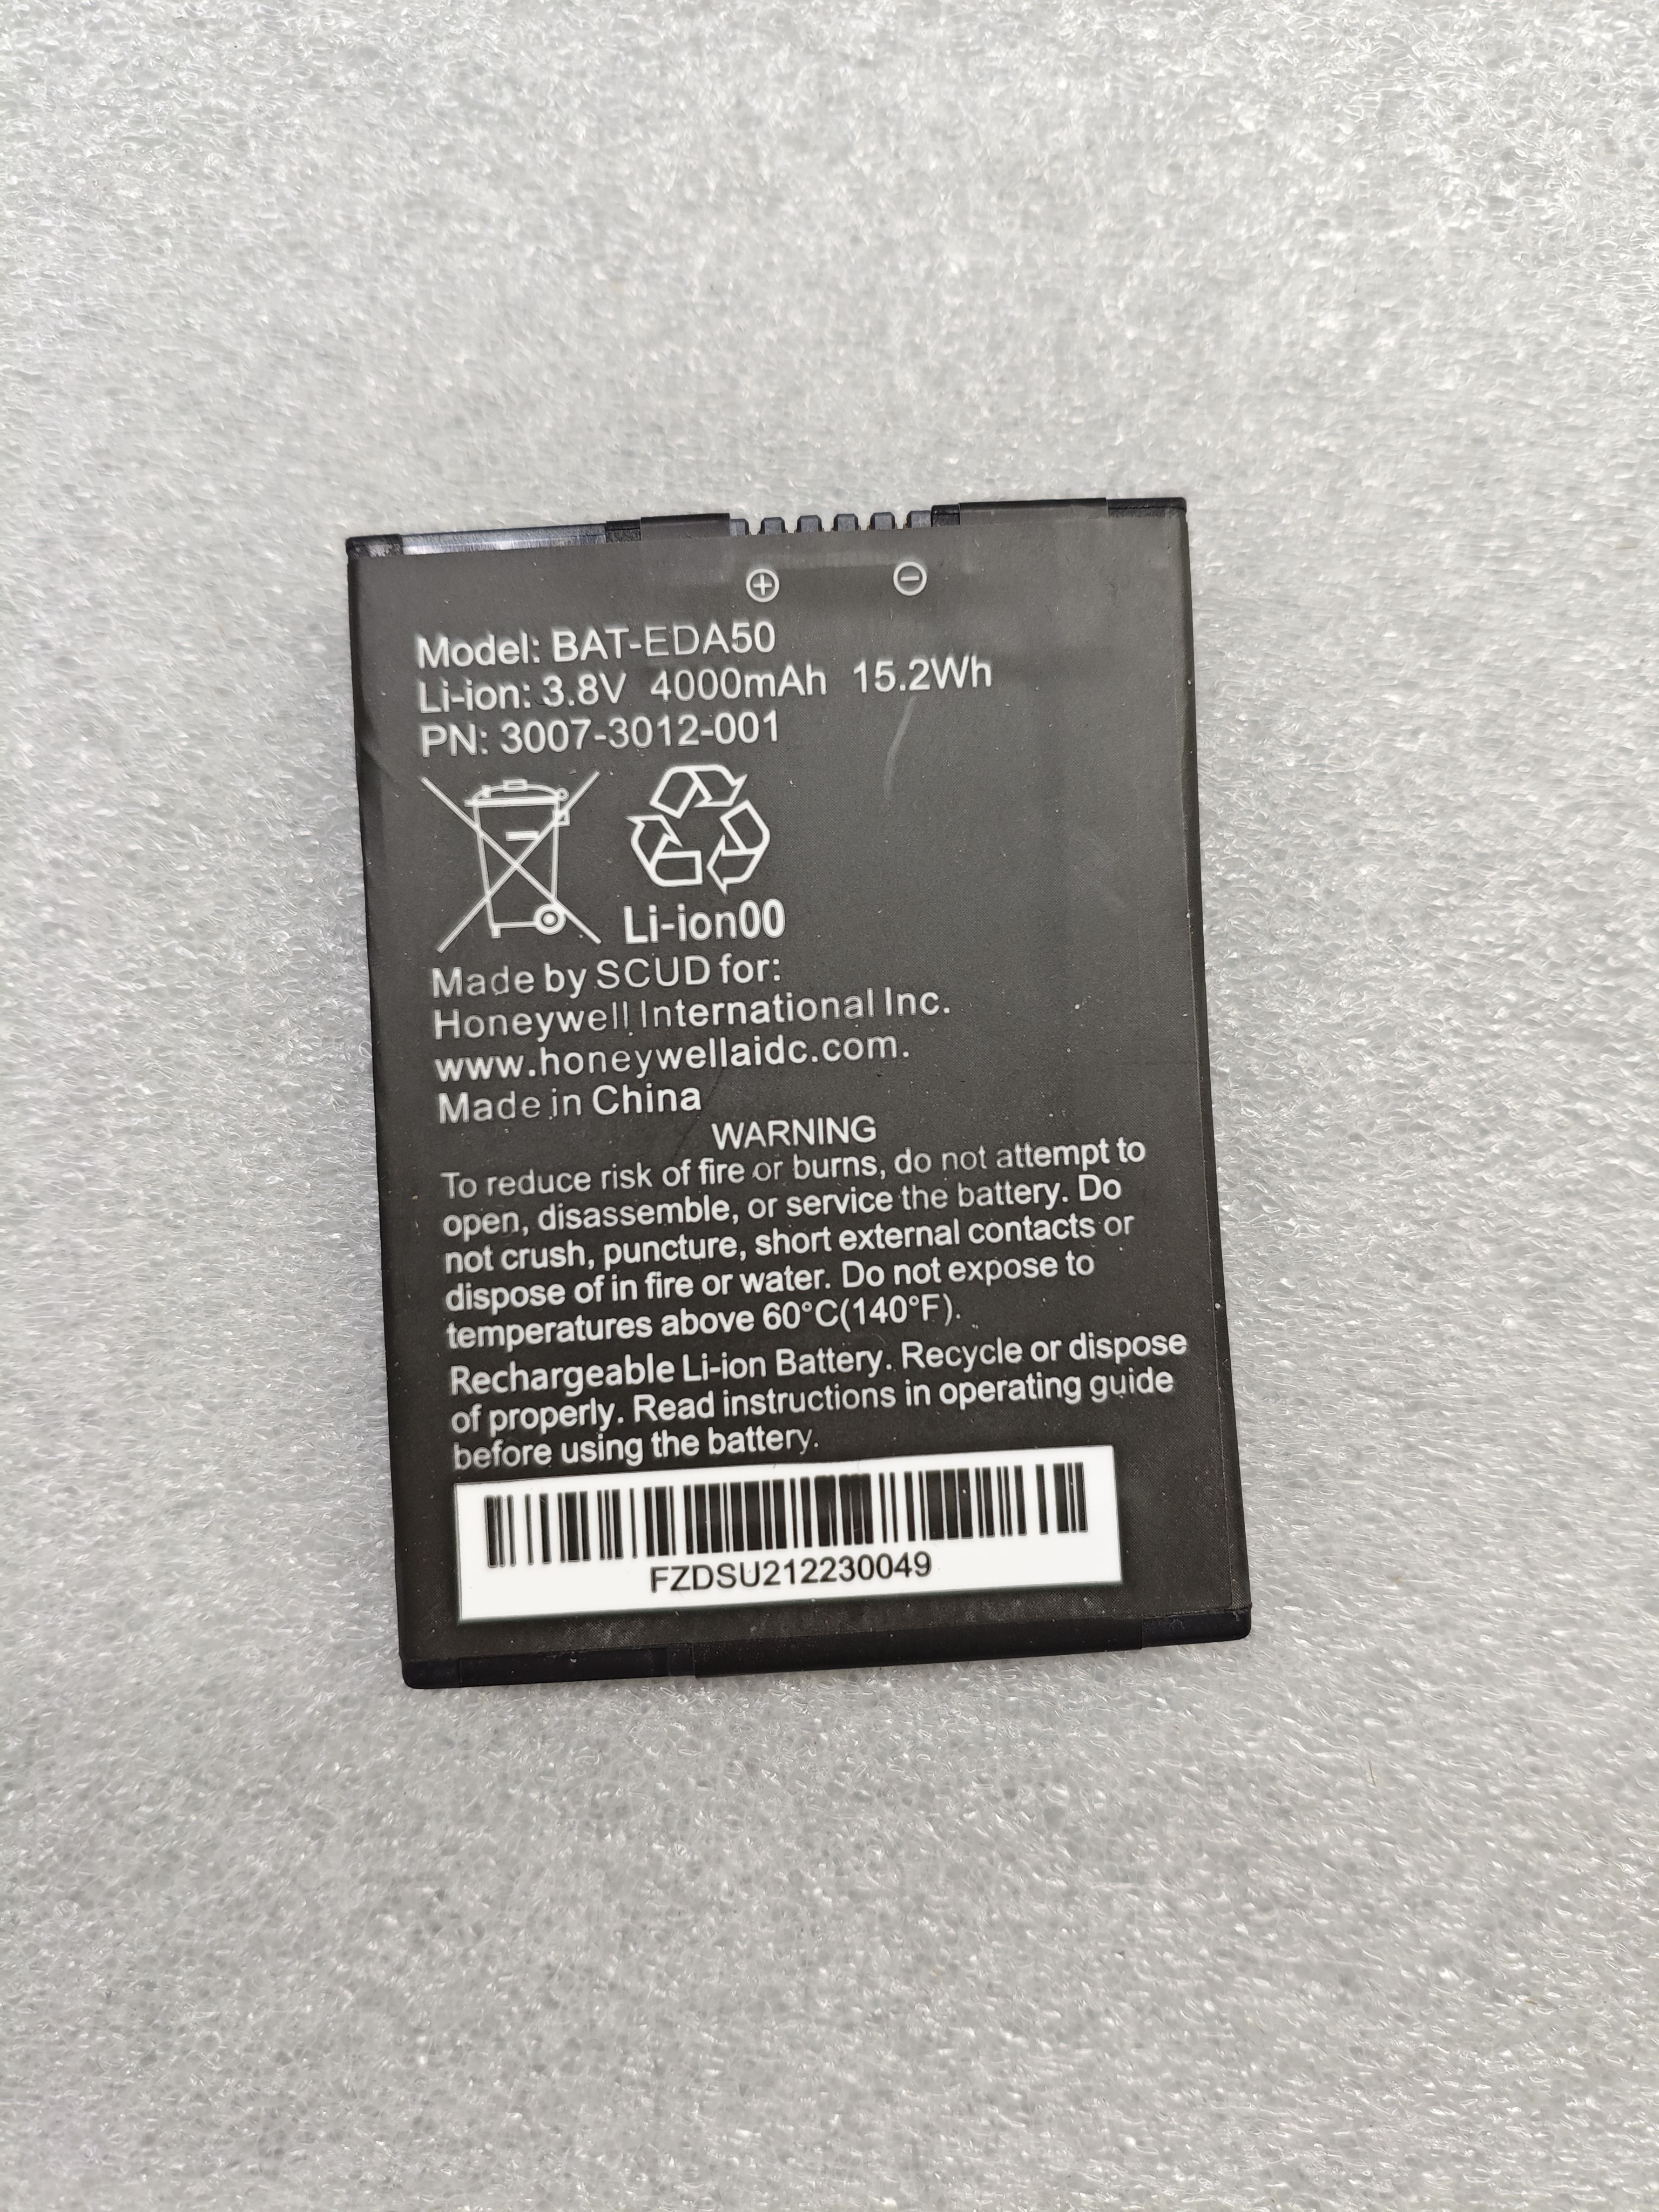 ⊕ ⊖
Model: BAT-EDA50
Li-ion: 3.8V 4000mAh 15.2Wh
PN: 3007-3012-001
Li-ion00
Made by SCUD for:
Honeywell International Inc.
www.honeywellaidc.com.
Made in China
WARNING
To reduce risk of fire or burns, do not attempt to
open, disassemble, or service the battery. Do
not crush, puncture, short external contacts or
dispose of in fire or water. Do not expose to
temperatures above 60°C(140°F).
Rechargeable Li-ion Battery. Recycle or dispose
of properly. Read instructions in operating guide
before using the battery.
FZDSU212230049